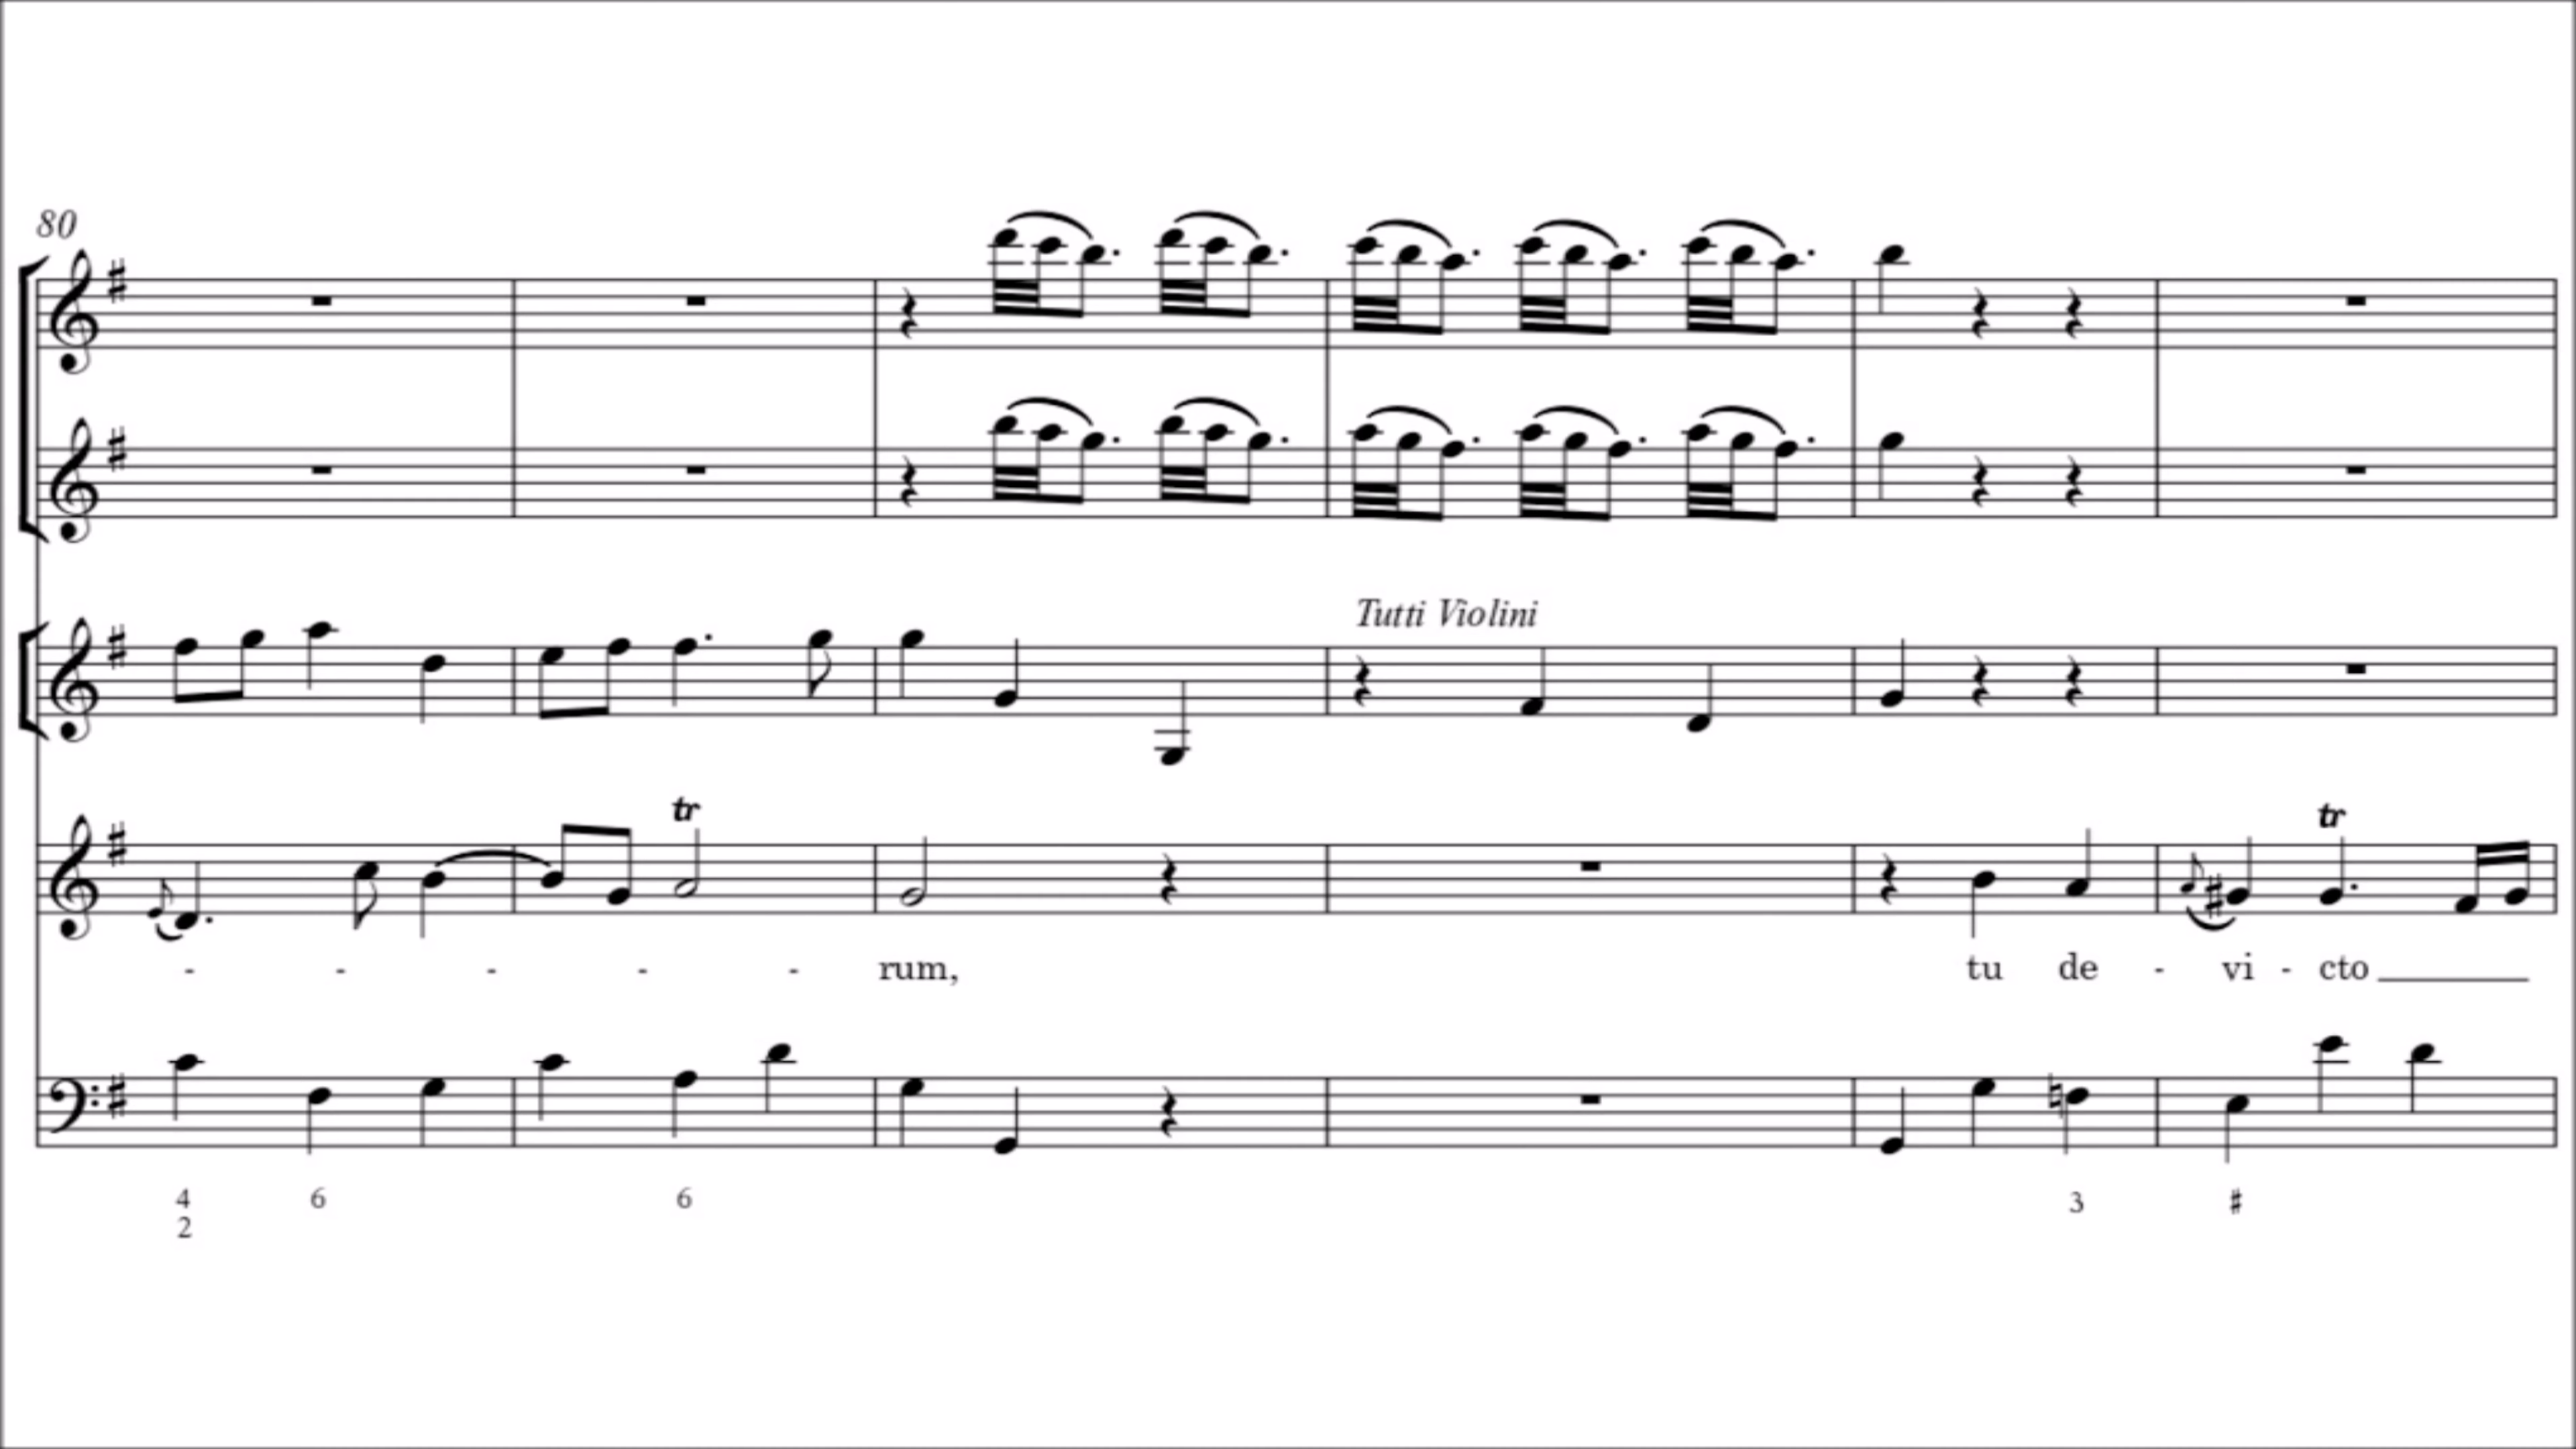 80
Tutti Violini
tr
tr
- - - - - rum, tu de - vi - cto
4 6 6 3 ♯
2